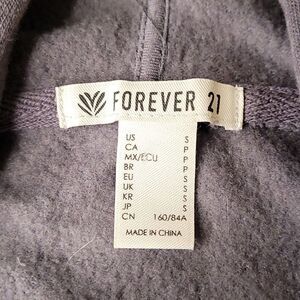 FOREVER 21
US S
CA P
MX/ECU P
BR P
EU S
UK S
KR S
JP S
CN 160/84A
MADE IN CHINA